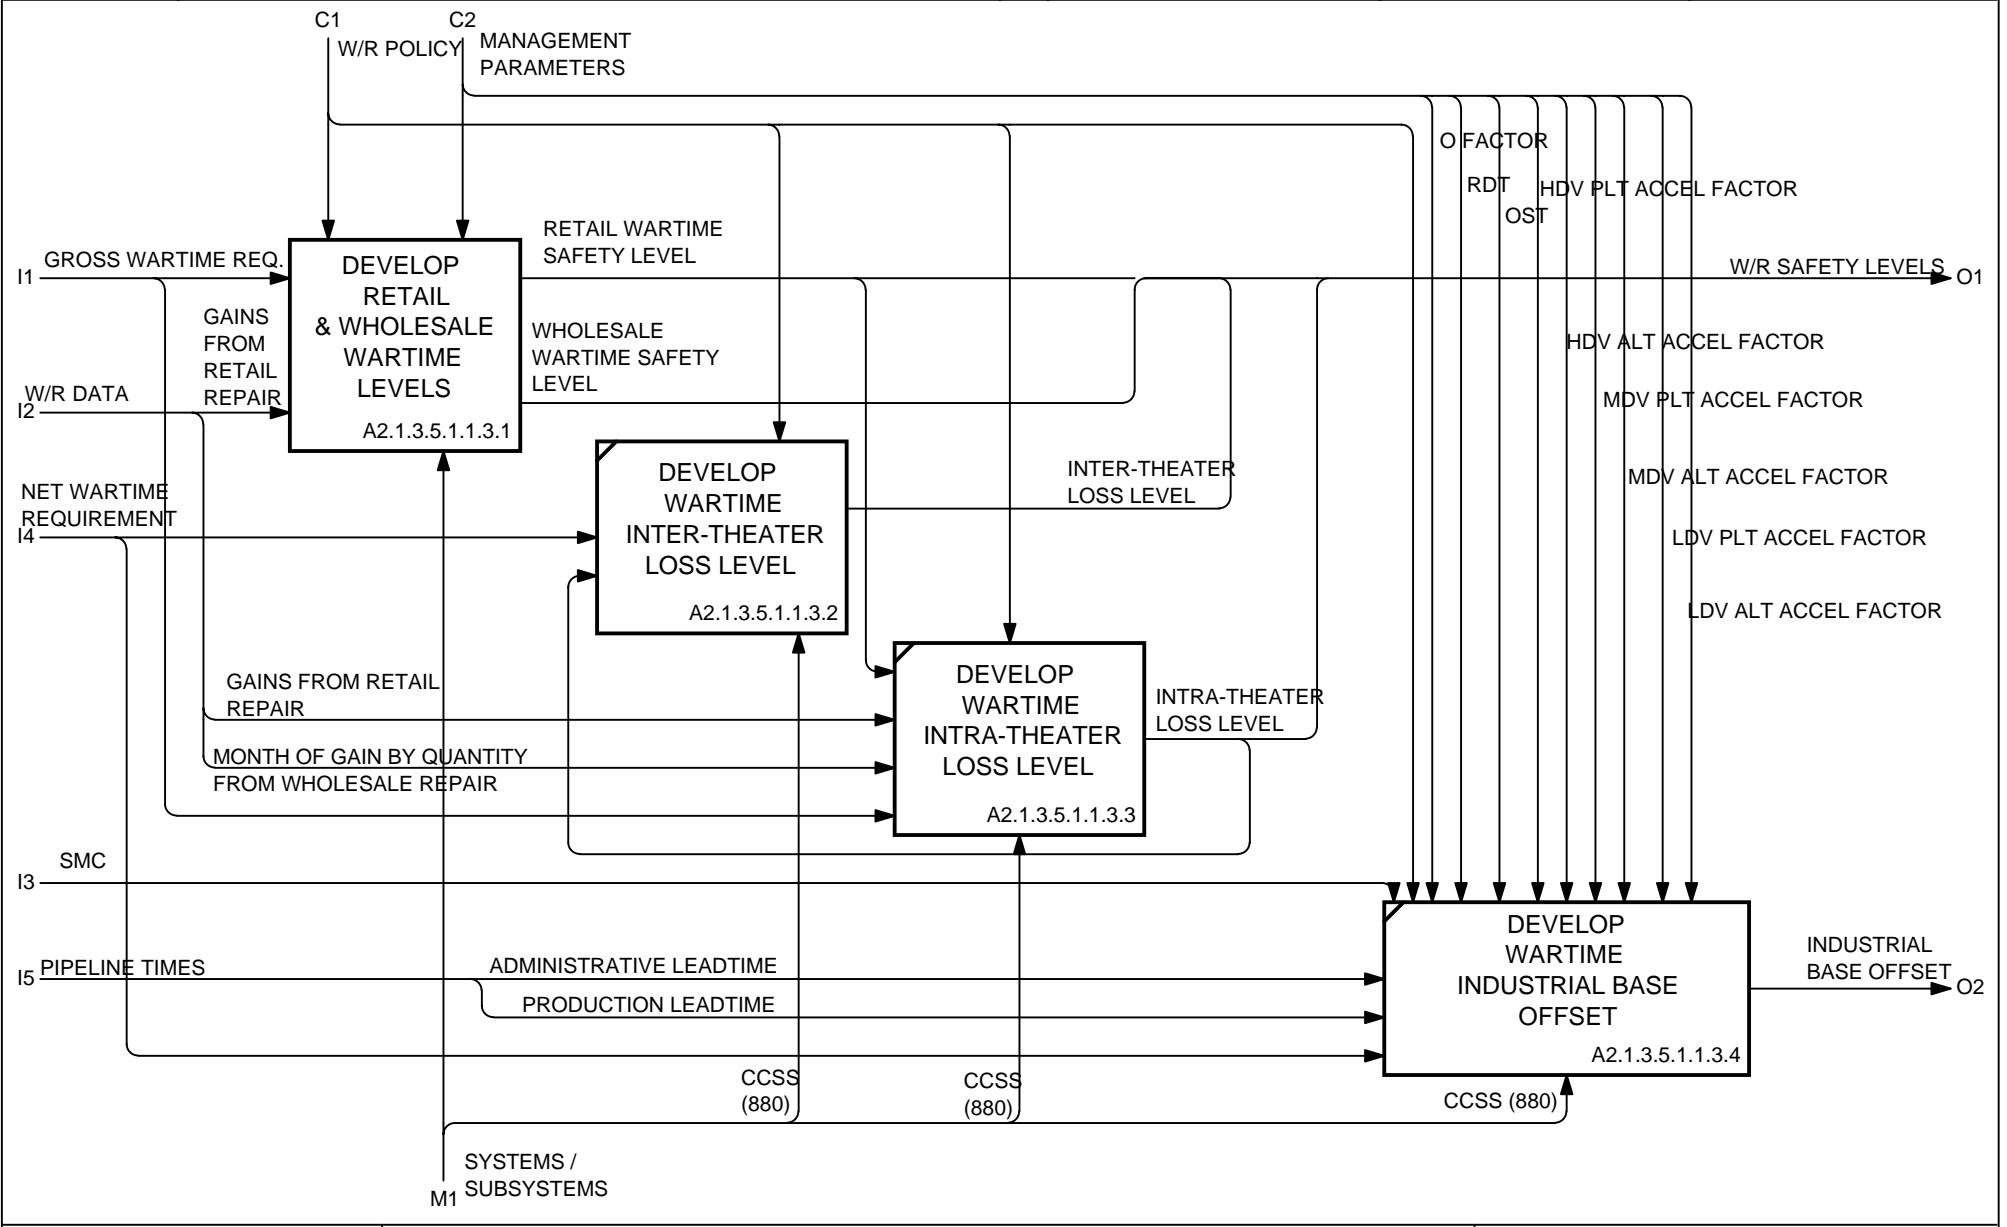 C1
C2
W/R POLICY
MANAGEMENT
PARAMETERS
O FACTOR
RDT
HDV PLT ACCEL FACTOR
OST
RETAIL WARTIME
SAFETY LEVEL
I1
GROSS WARTIME REQ.
W/R SAFETY LEVELS
O1
DEVELOP
RETAIL
& WHOLESALE
WARTIME
LEVELS
A2.1.3.5.1.1.3.1
GAINS
FROM
RETAIL
REPAIR
WHOLESALE
WARTIME SAFETY
LEVEL
HDV ALT ACCEL FACTOR
W/R DATA
I2
MDV PLT ACCEL FACTOR
DEVELOP
WARTIME
INTER-THEATER
LOSS LEVEL
A2.1.3.5.1.1.3.2
INTER-THEATER
LOSS LEVEL
MDV ALT ACCEL FACTOR
NET WARTIME
REQUIREMENT
I4
LDV PLT ACCEL FACTOR
LDV ALT ACCEL FACTOR
GAINS FROM RETAIL
REPAIR
DEVELOP
WARTIME
INTRA-THEATER
LOSS LEVEL
A2.1.3.5.1.1.3.3
INTRA-THEATER
LOSS LEVEL
MONTH OF GAIN BY QUANTITY
FROM WHOLESALE REPAIR
SMC
I3
DEVELOP
WARTIME
INDUSTRIAL BASE
OFFSET
A2.1.3.5.1.1.3.4
INDUSTRIAL
BASE OFFSET
O2
I5
PIPELINE TIMES
ADMINISTRATIVE LEADTIME
PRODUCTION LEADTIME
CCSS
(880)
CCSS
(880)
CCSS (880)
SYSTEMS /
SUBSYSTEMS
M1